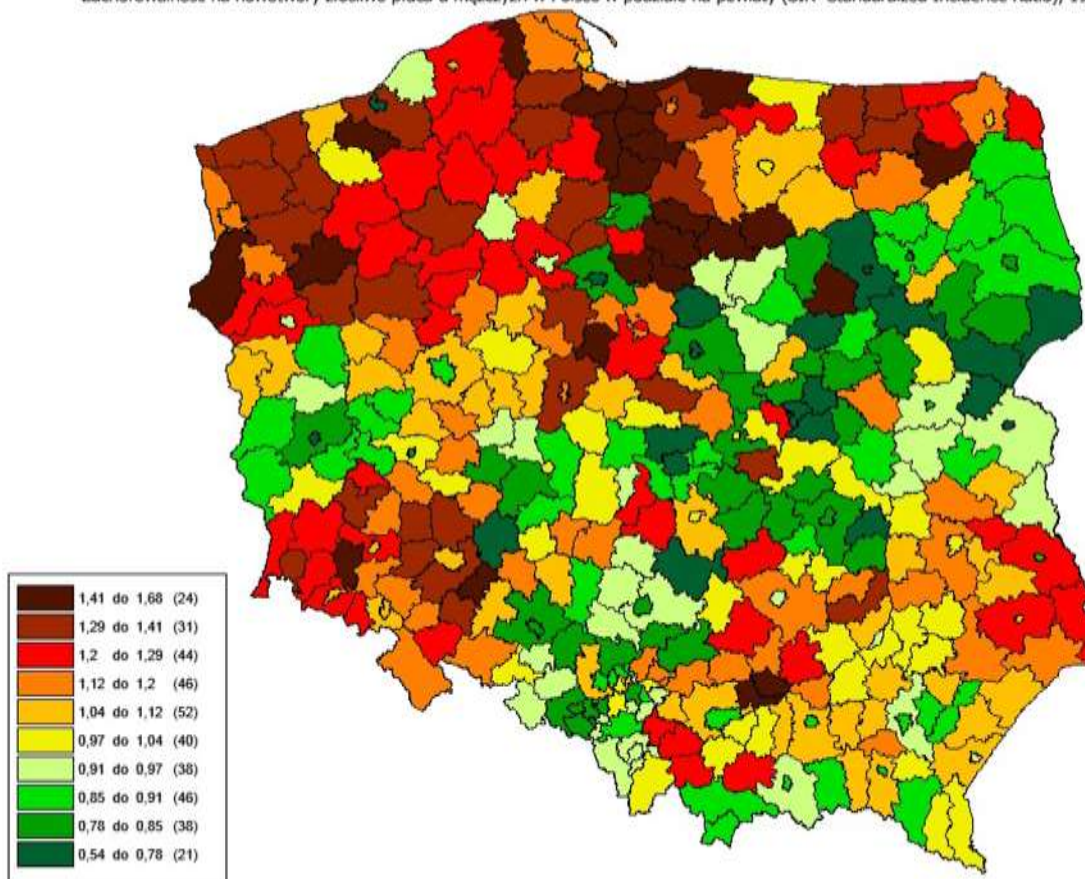 1,41 do 1,68 (24)
1,29 do 1,41 (31)
1,2 do 1,29 (44)
1,12 do 1,2 (46)
1,04 do 1,12 (52)
0,97 do 1,04 (40)
0,91 do 0,97 (38)
0,85 do 0,91 (46)
0,78 do 0,85 (38)
0,54 do 0,78 (21)